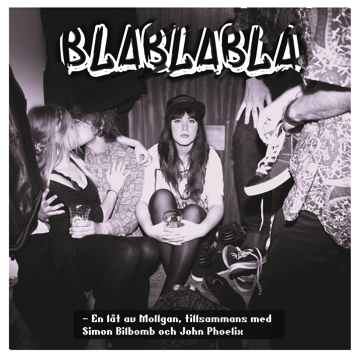 BLABLABLA
– En låt av Mollgan, tillsammans med
Simon Bilbomb och John Phoelix